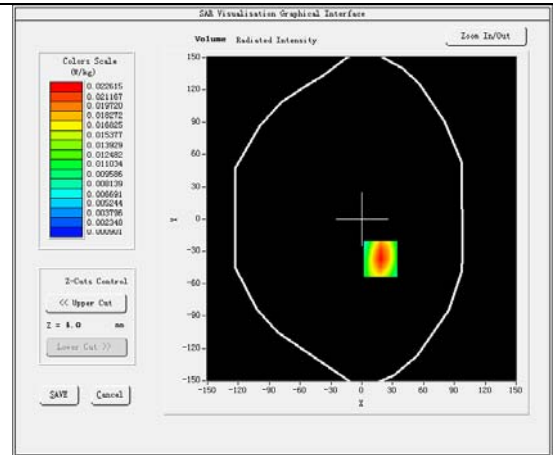 SAR Visualisation Graphical Interface
Volume Radiated Intensity
Zoom In/Out
Colors Scale
(W/kg)
0.022615
0.021167
0.019720
0.018272
0.016825
0.015377
0.013929
0.012482
0.011034
0.009586
0.008139
0.006691
0.005244
0.003796
0.002348
0.000901
Z-Cuts Control
<< Upper Cut
Z = 4.0 mm
Lower Cut >>
SAVE Cancel
150
120
90
60
30
0
-30
-60
-90
-120
-150
Y
-150 -120 -90 -60 -30 0 30 60 90 120 150
X